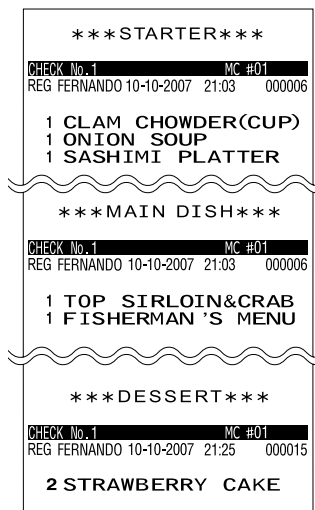 ***STARTER***
CHECK No.1 MC #01
REG FERNANDO 10-10-2007 21:03 000006
1 CLAM CHOWDER(CUP)
1 ONION SOUP
1 SASHIMI PLATTER
***MAIN DISH***
CHECK No.1 MC #01
REG FERNANDO 10-10-2007 21:03 000006
1 TOP SIRLOIN&CRAB
1 FISHERMAN'S MENU
***DESSERT***
CHECK No.1 MC #01
REG FERNANDO 10-10-2007 21:25 000015
2 STRAWBERRY CAKE